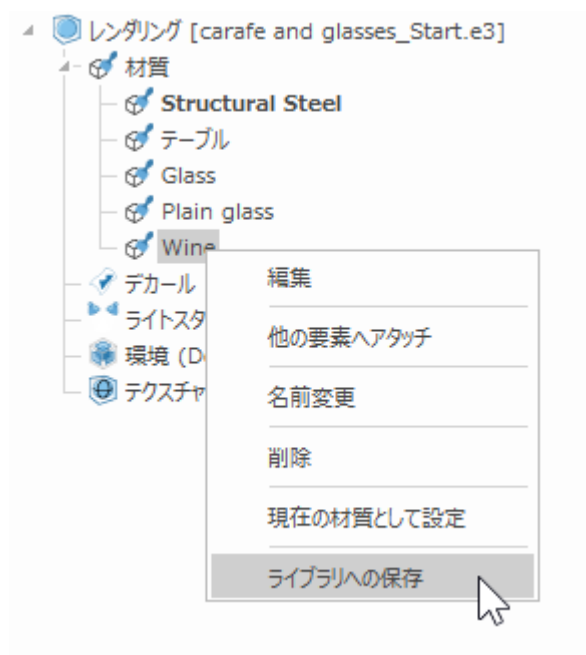 レンダリング [carafe and glasses_Start.e3]
材質
Structural Steel
テーブル
Glass
Plain glass
Wine
デカール
ライトスタ
環境 (D
テクスチャ
編集
他の要素へアタッチ
名前変更
削除
現在の材質として設定
ライブラリへの保存